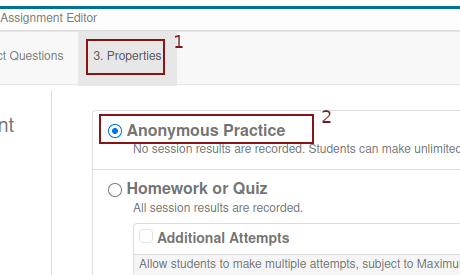 Assignment Editor
ct Questions
3. Properties
1
nt
Anonymous Practice
2
No session results are recorded. Students can make unlimited
Homework or Quiz
All session results are recorded.
Additional Attempts
Allow students to make multiple attempts, subject to Maximu